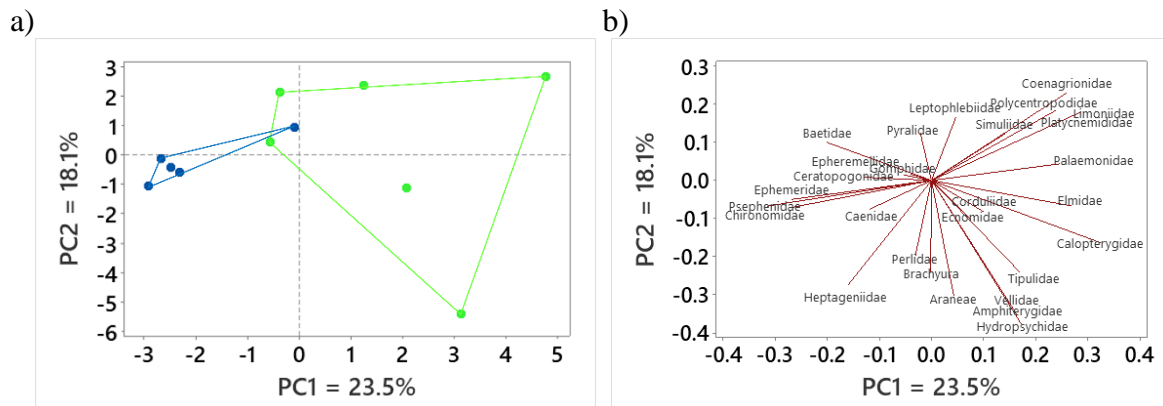 a)
3
2
1
0
-1
-2
-3
-4
-5
-6
PC2 = 18.1%
-3 -2 -1 0 1 2 3 4 5
PC1 = 23.5%
b)
0.3
0.2
0.1
0.0
-0.1
-0.2
-0.3
-0.4
PC2 = 18.1%
Coenagrionidae
Polycentropodidae
Leptophlebiidae
Limoniidae
Simuliidae
Platycnemididae
Pyralidae
Baetidae
Epheremellidae
Gomphidae
Palaemonidae
Ceratopogonidae
Ephemeridae
Psephenidae
Corduliidae
Elmidae
Chironomidae
Caenidae
Ecnomidae
Calopterygidae
Perlidae
Brachyura
Tipulidae
Heptageniidae
Araneae
Vellidae
Amphiterygidae
Hydropsychidae
-0.4 -0.3 -0.2 -0.1 0.0 0.1 0.2 0.3 0.4
PC1 = 23.5%